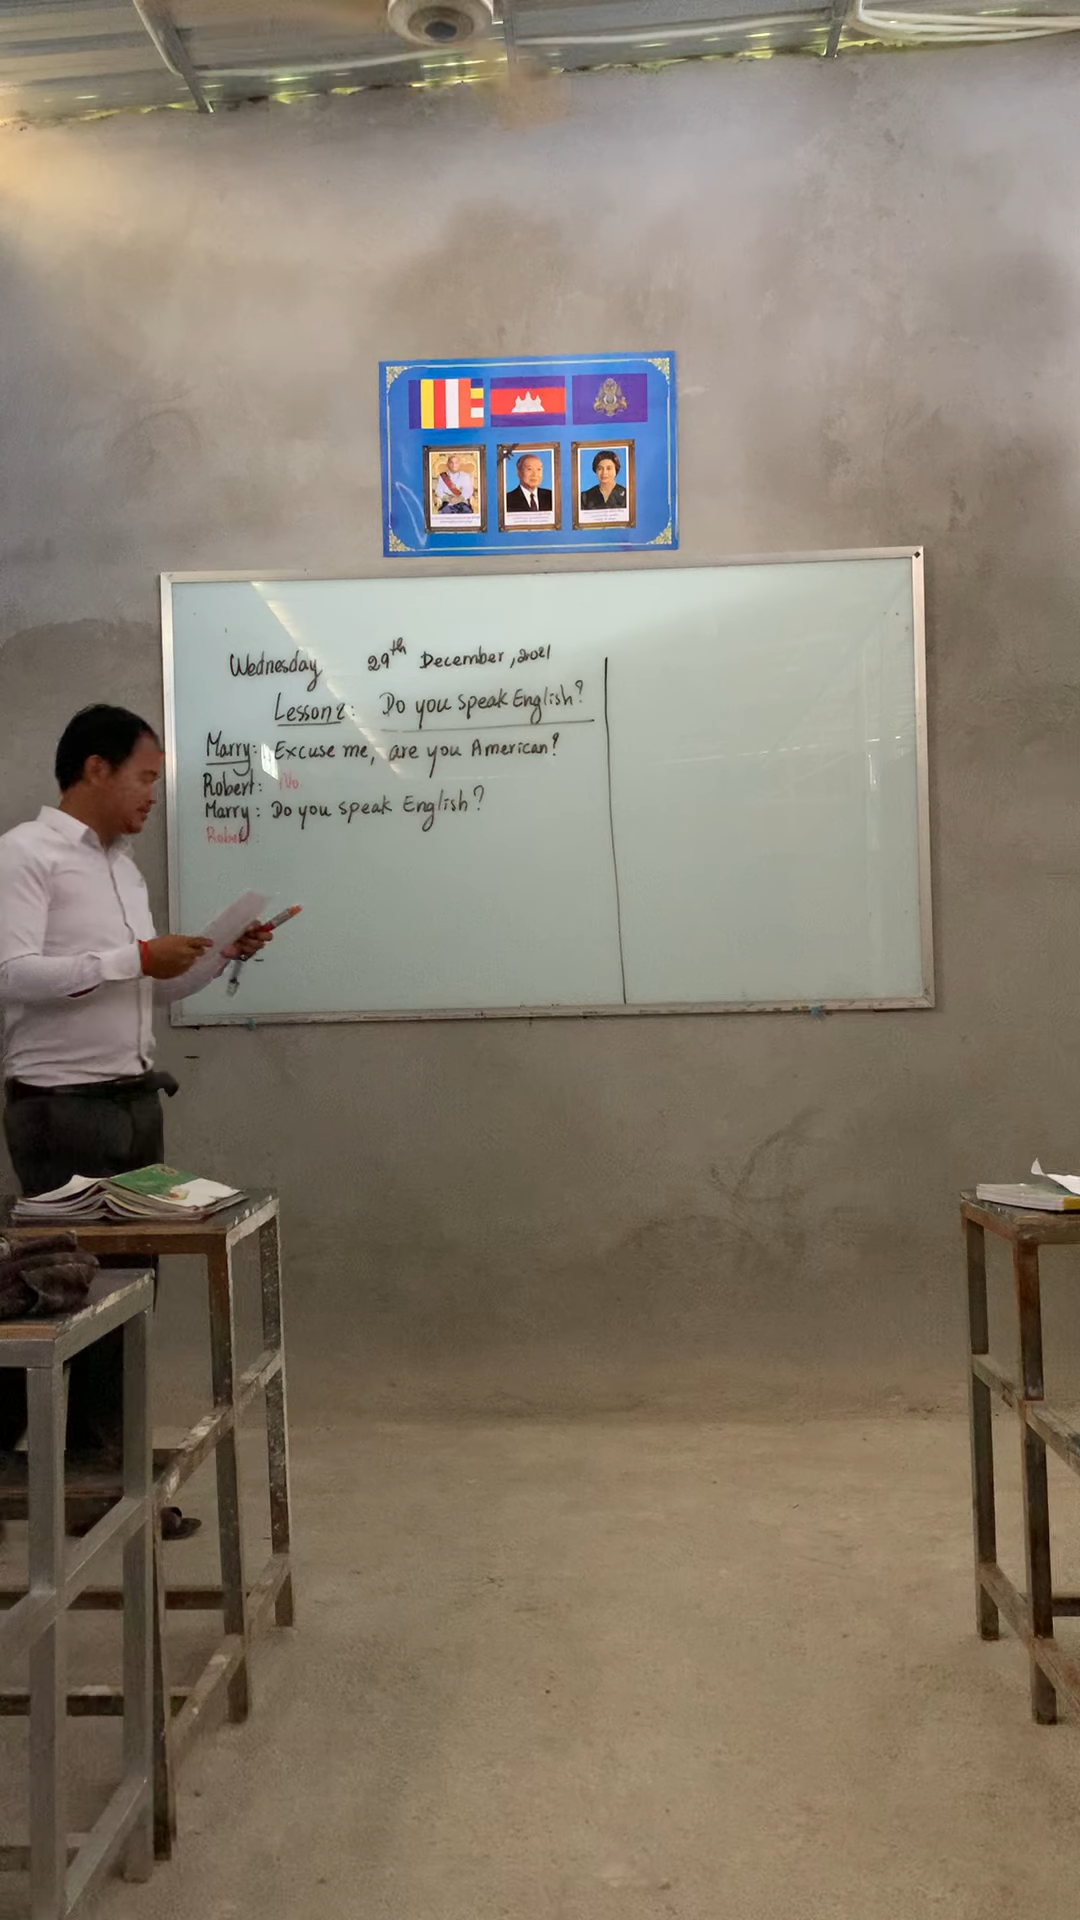 Wednesday 29th December, 2021
Lesson 2: Do you speak English?
Marry: Excuse me, are you American?
Robert: No
Marry: Do you speak English?
Robert: